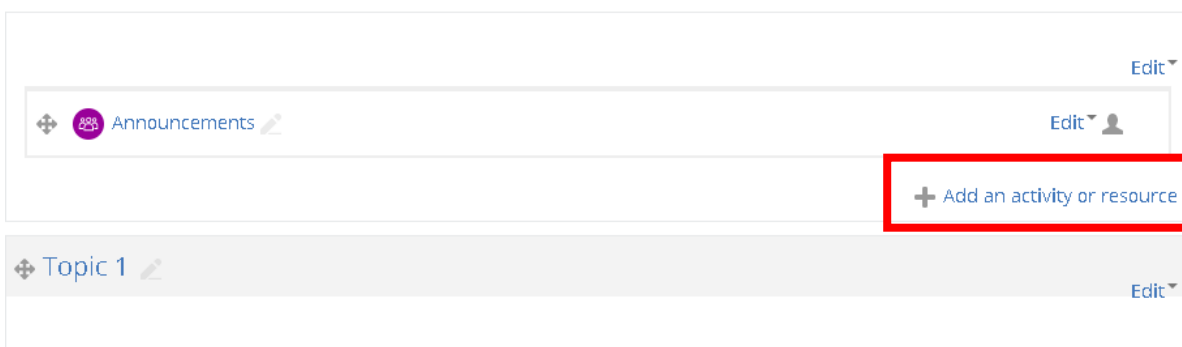 Edit
Announcements Edit
Add an activity or resource
Topic 1
Edit